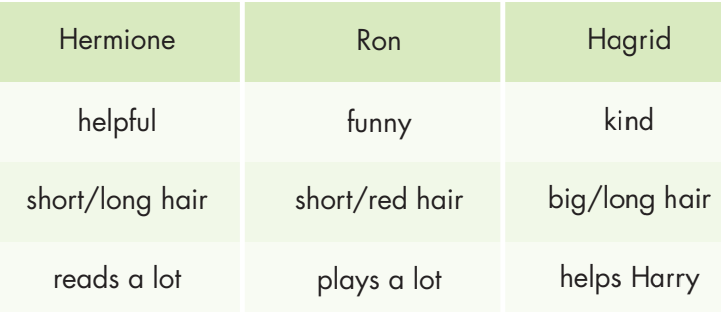 Hermione Ron Hagrid
helpful funny kind
short/long hair short/red hair big/long hair
reads a lot plays a lot helps Harry